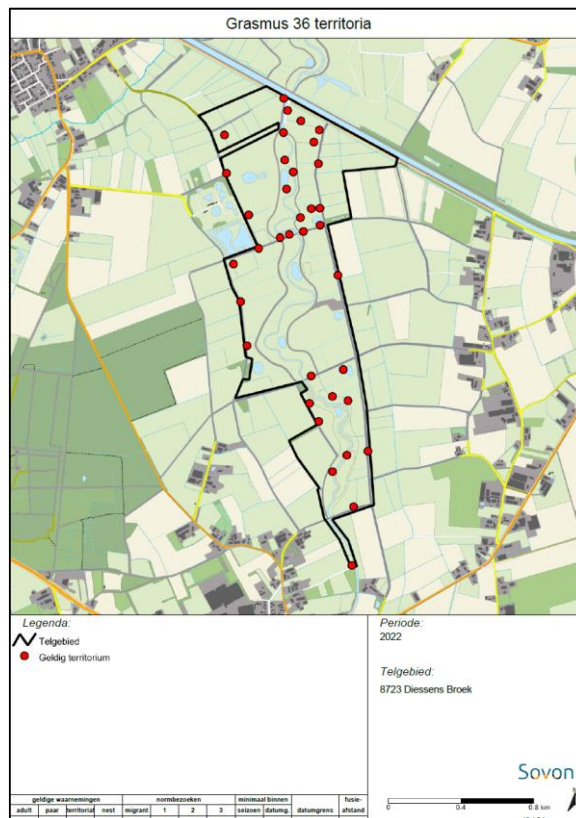 Grasmus 36 territoria
Legenda:
Telgebied
Geldig territorium
Periode:
2022
Telgebied:
8723 Diessens Broek
Sovon
0 0.4 0.8 km
geldige waarnemingen normbezoeken minimaal binnen fusie-
adult paar territorial nest migrant 1 2 3 seizoen datumg. datumgrens afstand